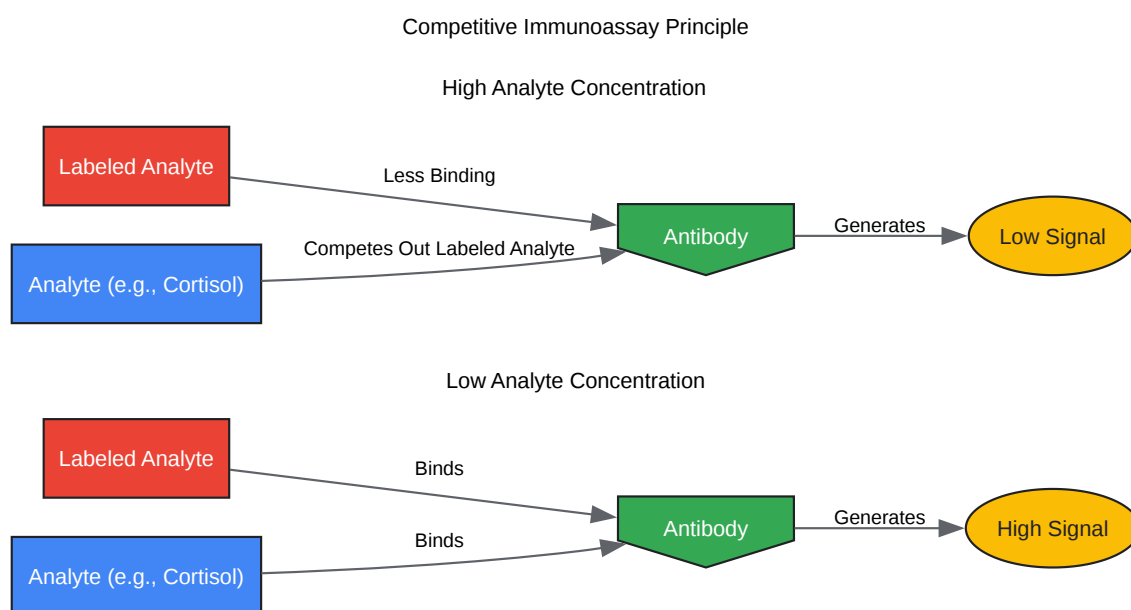 Competitive Immunoassay Principle
High Analyte Concentration
Labeled Analyte
Less Binding
Analyte (e.g., Cortisol)
Competes Out Labeled Analyte
Antibody
Generates
Low Signal
Low Analyte Concentration
Labeled Analyte
Binds
Analyte (e.g., Cortisol)
Binds
Antibody
Generates
High Signal